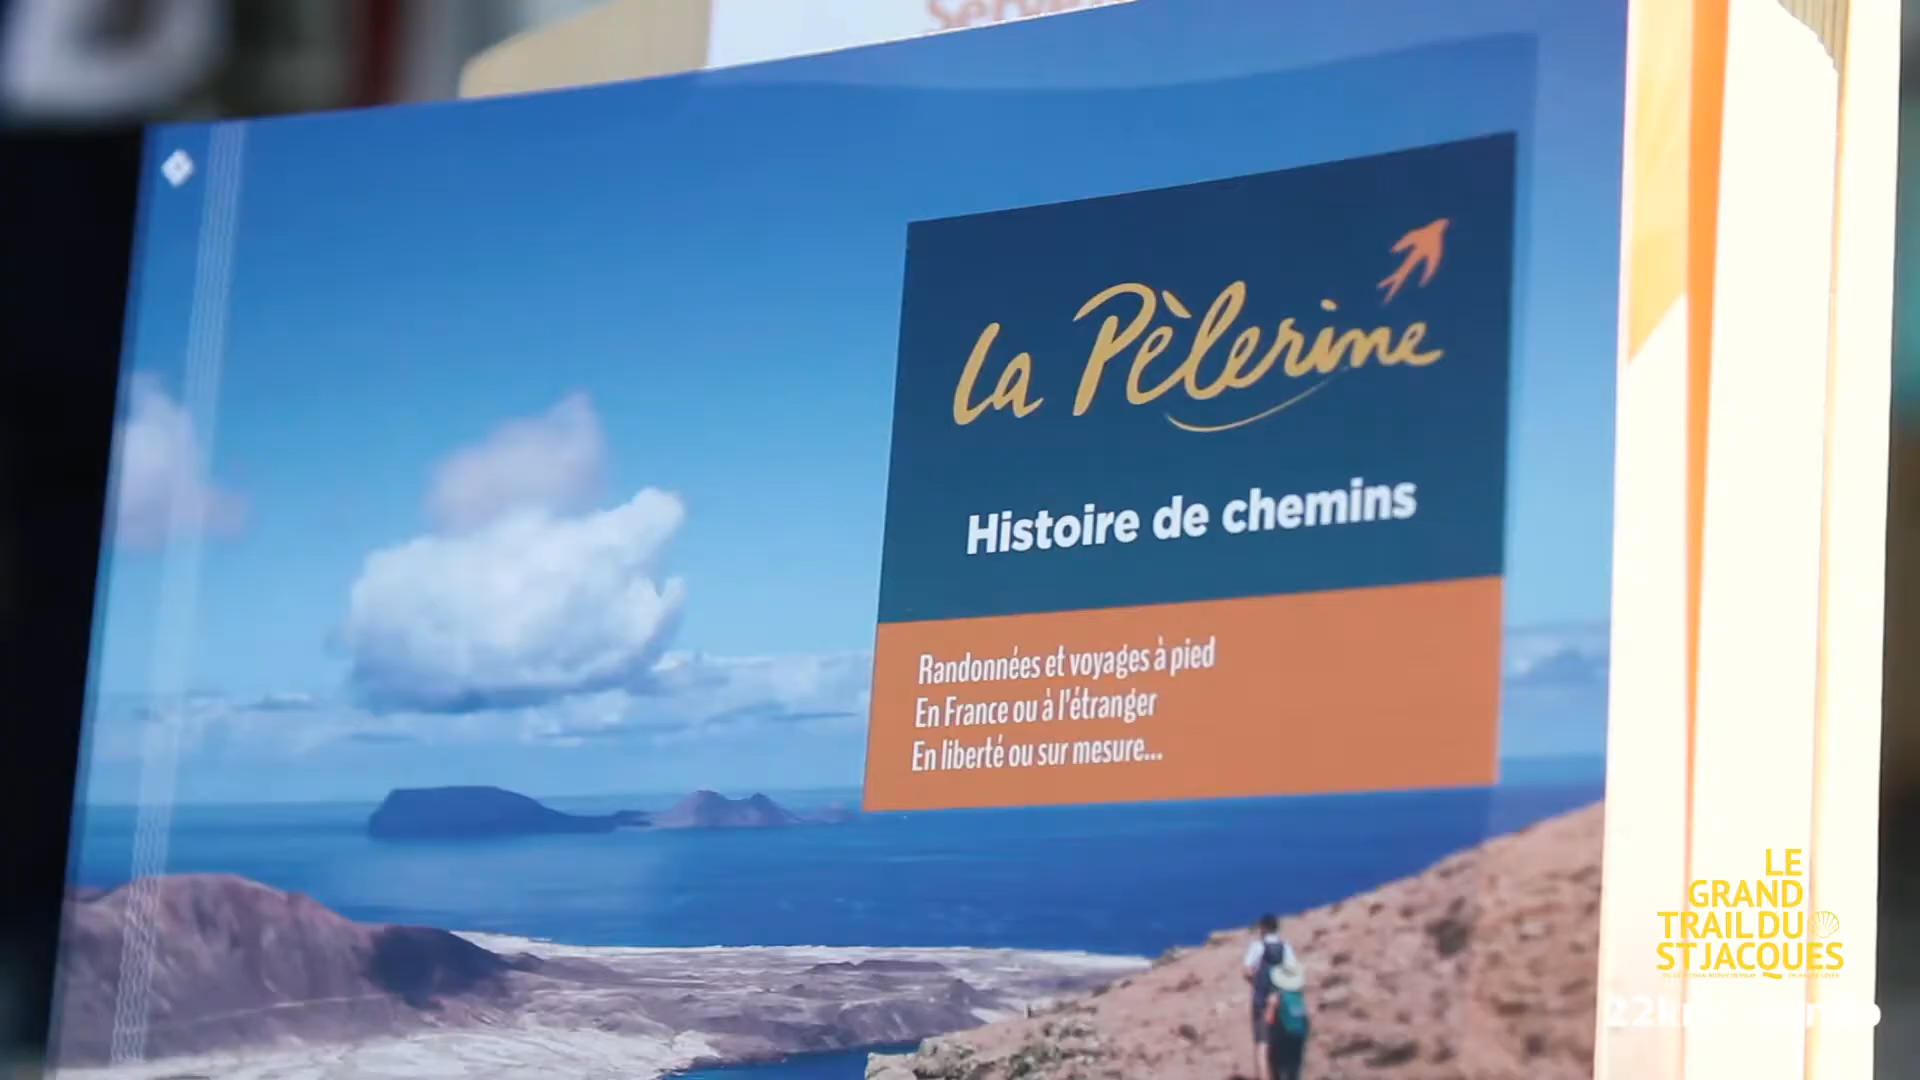 La Pèlerine
Histoire de chemins
Randonnées et voyages à pied
En France ou à l'étranger
En liberté ou sur mesure...
LE
GRAND
TRAIL DU
ST JACQUES